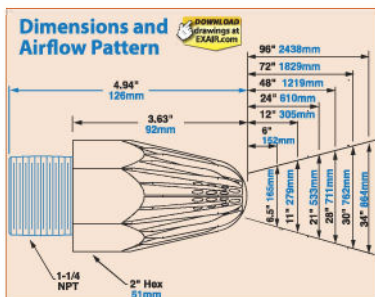 Dimensions and
Airflow Pattern
DOWNLOAD
drawings at
EXAIR.com
96" 2438mm
72" 1829mm
48" 1219mm
24" 610mm
12" 305mm
6"
152mm
4.94"
126mm
3.63"
92mm
6.5" 165mm
11" 279mm
21" 533mm
28" 711mm
30" 762mm
34" 864mm
1-1/4
NPT
2" Hex
51mm